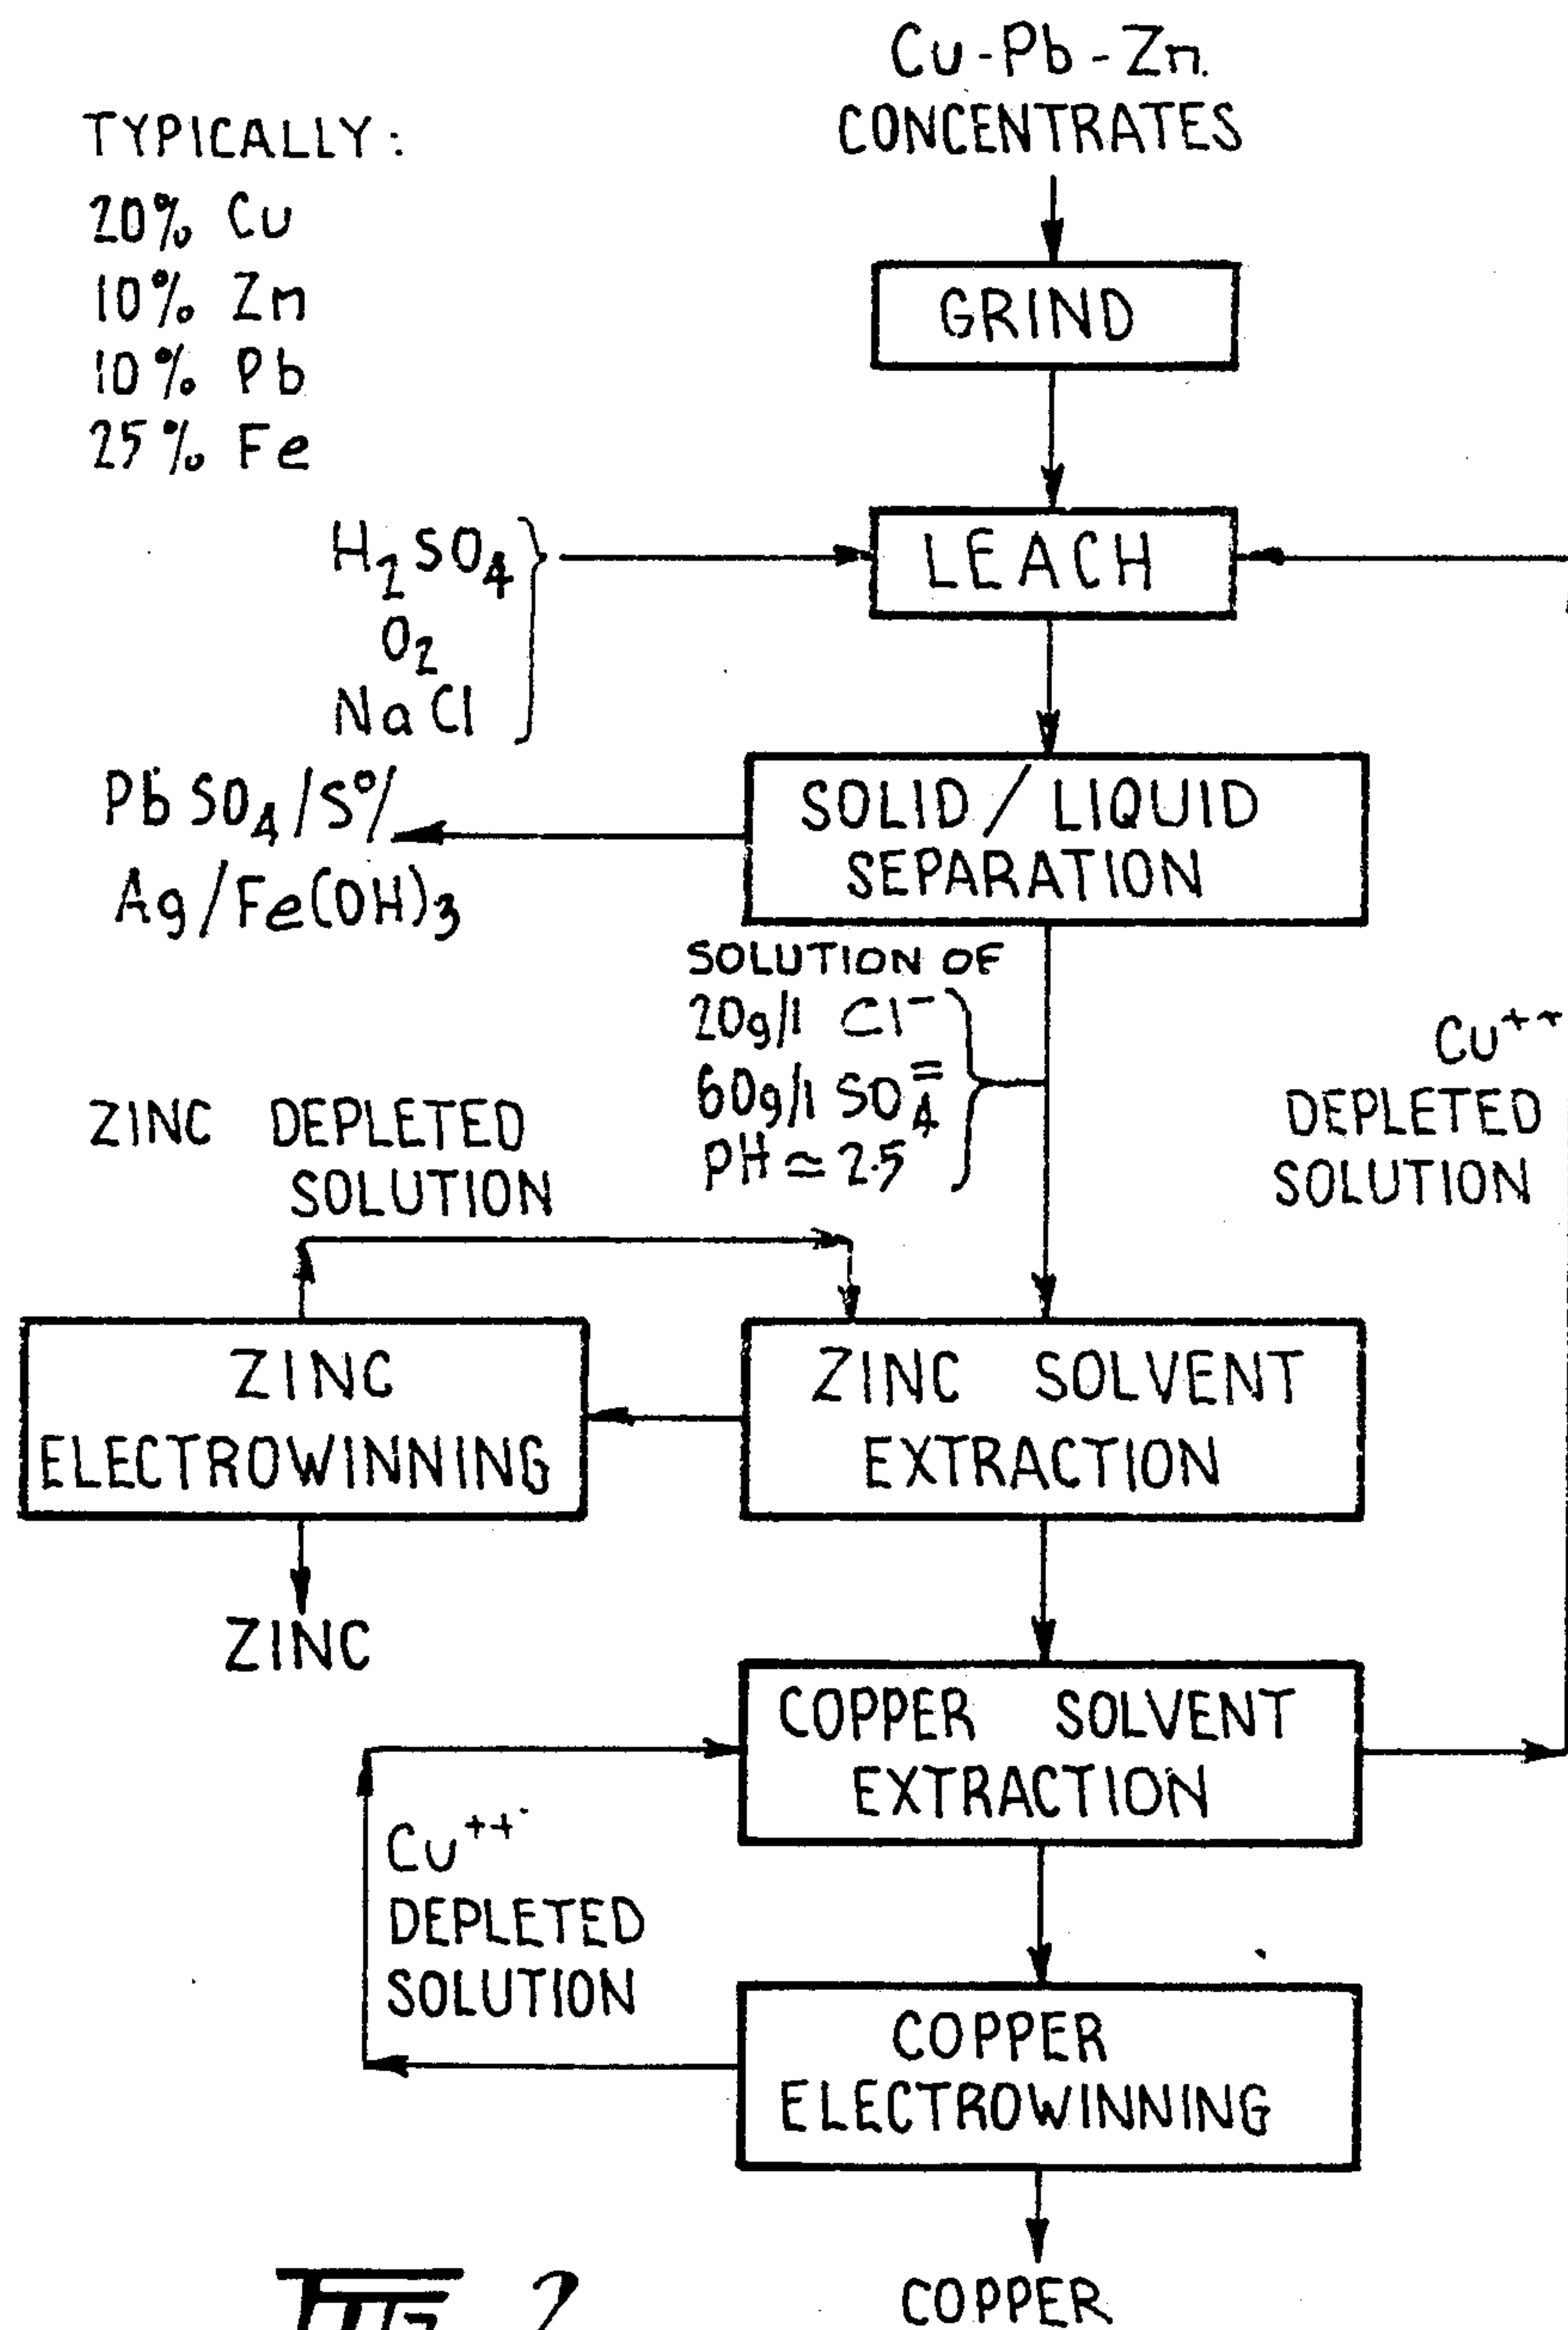 Cu-Pb-Zn.
CONCENTRATES
TYPICALLY:
20% Cu
10% Zn
10% Pb
25% Fe
GRIND
H2SO4
O2
NaCl
LEACH
PbSO4/S°/
Ag/Fe(OH)3
SOLID/LIQUID
SEPARATION
SOLUTION OF
20g/l Cl⁻
60g/l SO4⁼
PH ≃ 2.5
Cu⁺⁺
DEPLETED
SOLUTION
ZINC DEPLETED
SOLUTION
ZINC
ELECTROWINNING
ZINC SOLVENT
EXTRACTION
ZINC
COPPER SOLVENT
EXTRACTION
Cu⁺⁺
DEPLETED
SOLUTION
COPPER
ELECTROWINNING
COPPER
FIG 2